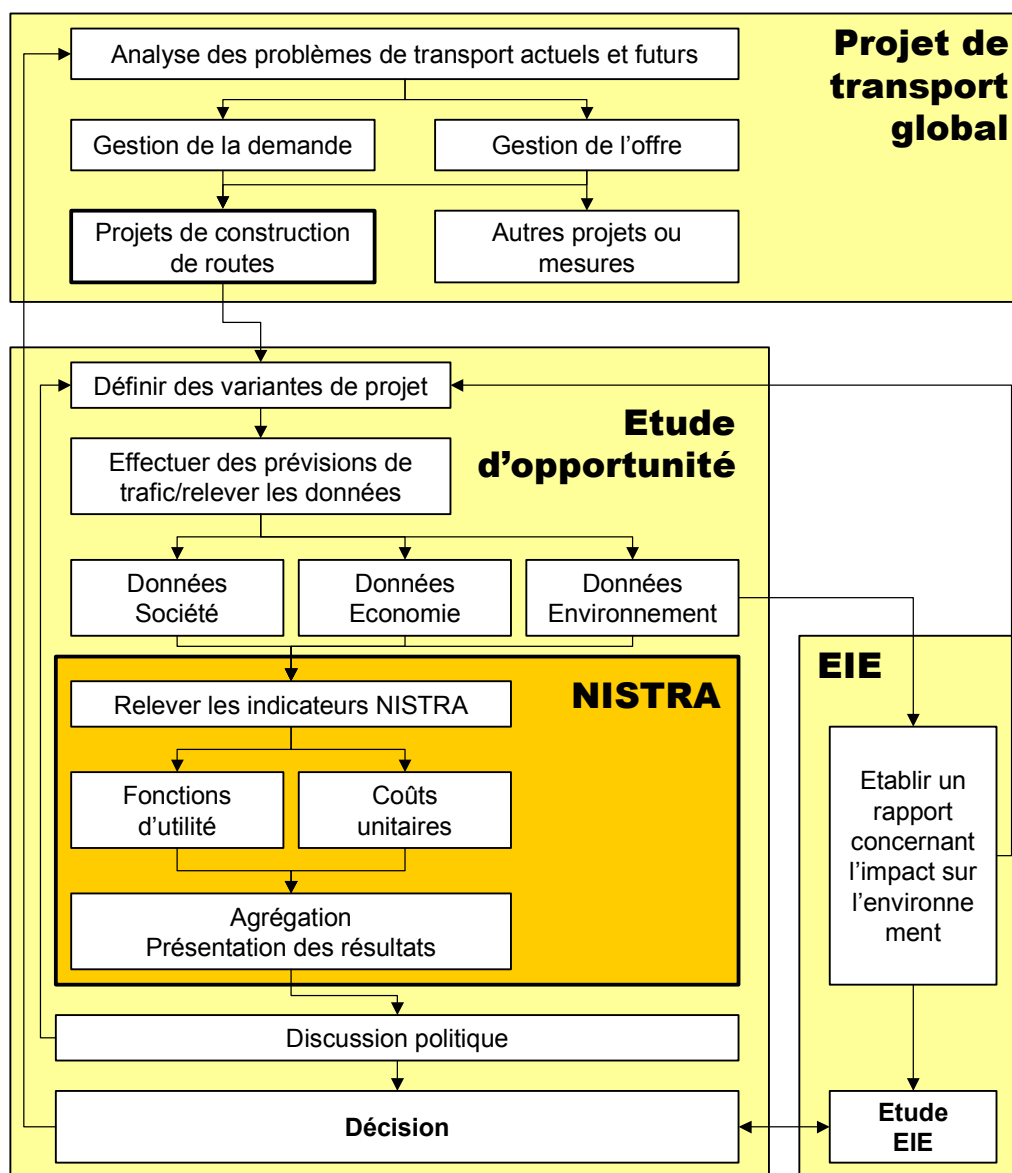 Analyse des problèmes de transport actuels et futurs
Projet de
transport
global
Gestion de la demande
Gestion de l'offre
Projets de construction
de routes
Autres projets ou
mesures
Définir des variantes de projet
Etude
d'opportunité
Effectuer des prévisions de
trafic/relever les données
Données
Société
Données
Economie
Données
Environnement
EIE
NISTRA
Relever les indicateurs NISTRA
Fonctions
d'utilité
Coûts
unitaires
Etablir un
rapport
concernant
l'impact sur
l'environne
ment
Agrégation
Présentation des résultats
Discussion politique
Décision
Etude
EIE